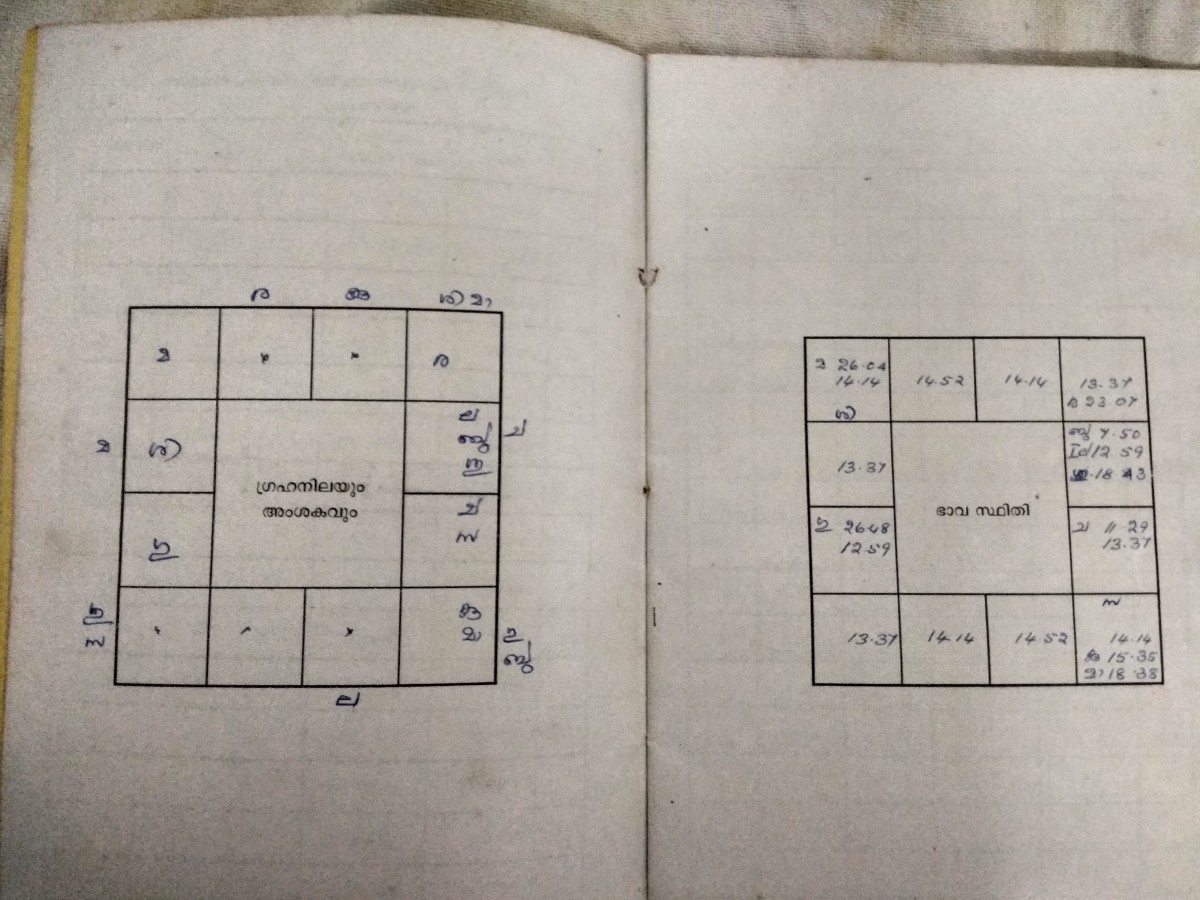 ര ക്ഷ ശി മാ
മ × × ര
ശി
ല
ബു
ശു
ച
മ
ഗ്രഹനിലയും
അംശകവും
ഗു
ച
സ
മാ
ഗു
ബു
ശു
സ
ല
മ 26.04
14.14
ശി
14.52
14.14
13.37
ര 23.07
13.37
ഭാവ സ്ഥിതി
ബു 7.50
12.59
ശു 18.43
ഗു 26.48
12.59
ച 11.29
13.37
സ
13.37
14.14
14.52
14.14
15.35
മാ 18.38